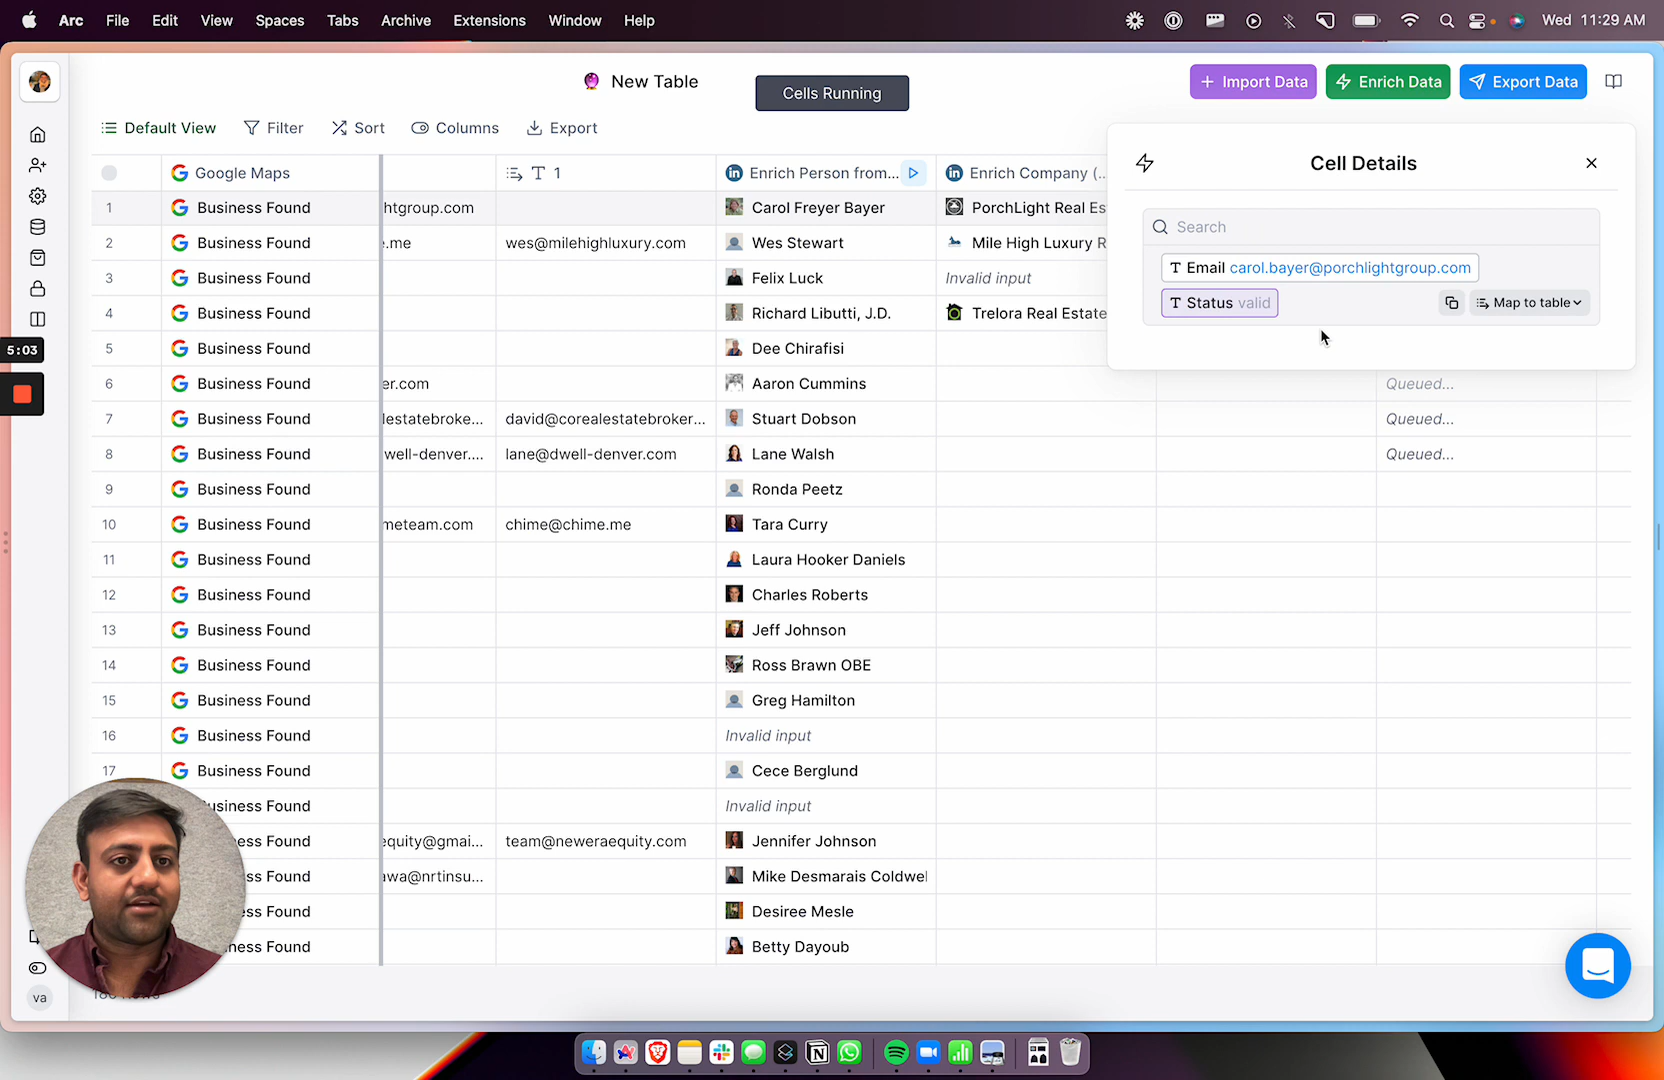 Arc File Edit View Spaces Tabs Archive Extensions Window Help Wed 11:29 AM
New Table
Cells Running
Import Data Enrich Data Export Data
Default View Filter Sort Columns Export
Google Maps 1 Enrich Person from... Enrich Company (...
1 Business Found htgroup.com Carol Freyer Bayer PorchLight Real Es
2 Business Found .me wes@milehighluxury.com Wes Stewart Mile High Luxury R
3 Business Found Felix Luck Invalid input
4 Business Found Richard Libutti, J.D. Trelora Real Estate
5 Business Found Dee Chirafisi
6 Business Found er.com Aaron Cummins Queued...
7 Business Found lestatebroke... david@corealestatebroker... Stuart Dobson Queued...
8 Business Found well-denver.... lane@dwell-denver.com Lane Walsh Queued...
9 Business Found Ronda Peetz
10 Business Found meteam.com chime@chime.me Tara Curry
11 Business Found Laura Hooker Daniels
12 Business Found Charles Roberts
13 Business Found Jeff Johnson
14 Business Found Ross Brawn OBE
15 Business Found Greg Hamilton
16 Business Found Invalid input
17 Business Found Cece Berglund
usiness Found Invalid input
ess Found equity@gmai... team@neweraequity.com Jennifer Johnson
ss Found awa@nrtinsu... Mike Desmarais Coldwel
ess Found Desiree Mesle
ness Found Betty Dayoub
Cell Details
Search
T Email carol.bayer@porchlightgroup.com
T Status valid Map to table
5:03
va